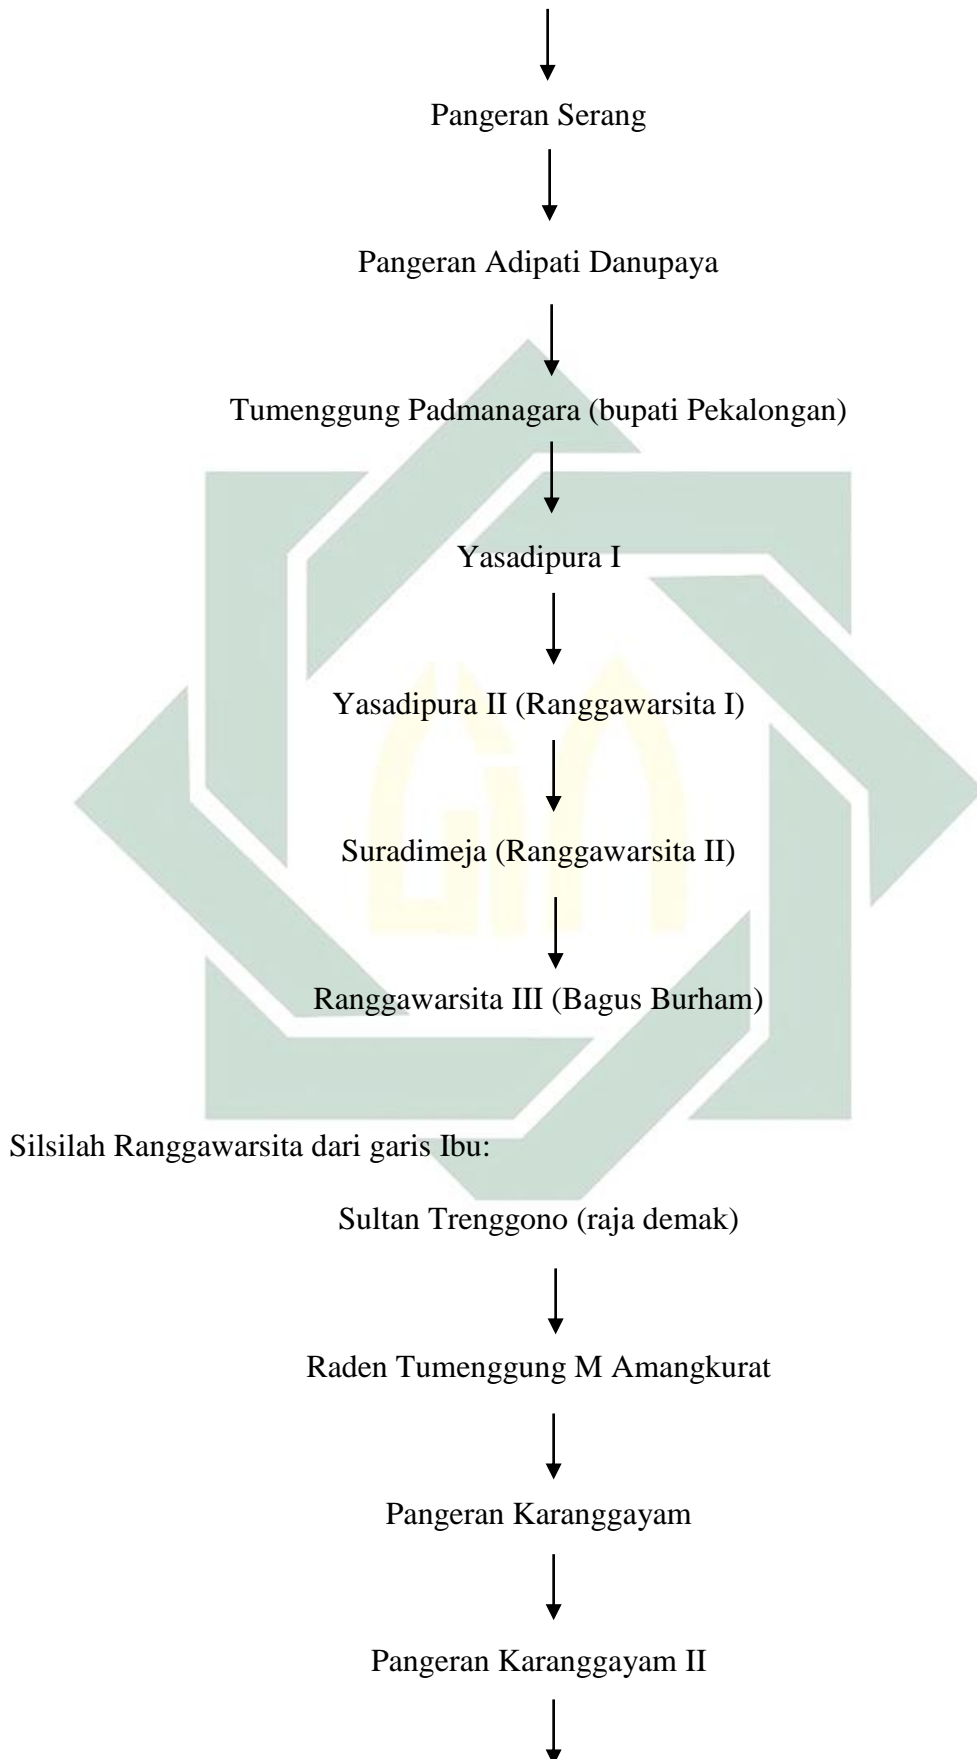 Pangeran Serang
Pangeran Adipati Danupaya
Tumenggung Padmanagara (bupati Pekalongan)
Yasadipura I
Yasadipura II (Ranggawarsita I)
Suradimeja (Ranggawarsita II)
Ranggawarsita III (Bagus Burham)
Silsilah Ranggawarsita dari garis Ibu:
Sultan Trenggono (raja demak)
Raden Tumenggung M Amangkurat
Pangeran Karanggayam
Pangeran Karanggayam II